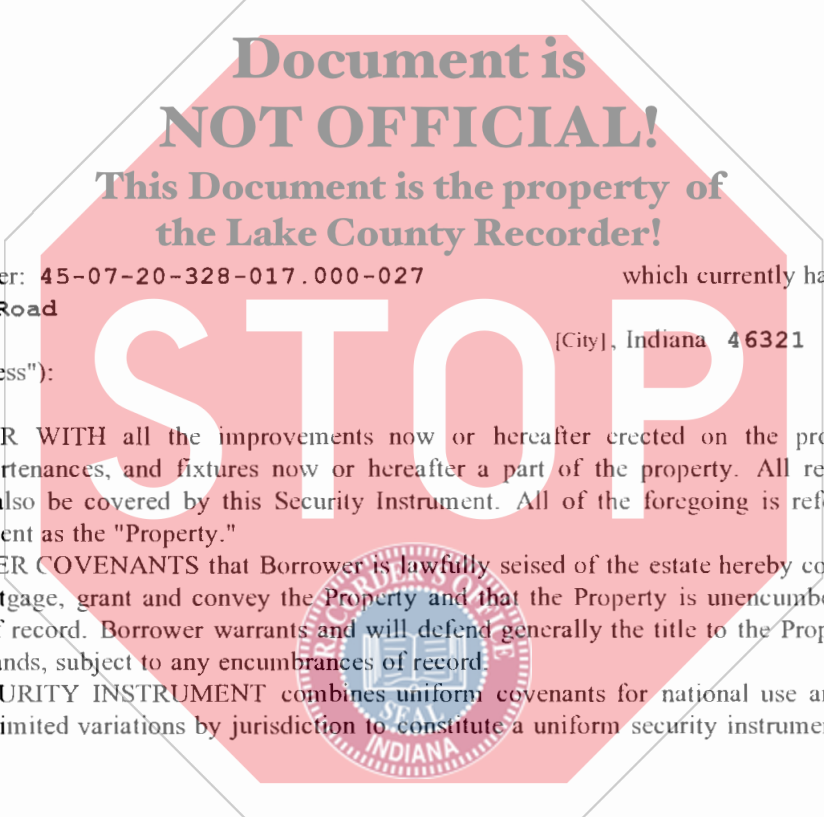 Document is
NOT OFFICIAL!
This Document is the property of
the Lake County Recorder!
er: 45-07-20-328-017.000-027 which currently ha
Road
[City], Indiana 46321
ess"):
STOP
R WITH all the improvements now or hereafter erected on the pro
rtenances, and fixtures now or hereafter a part of the property. All re
also be covered by this Security Instrument. All of the foregoing is refe
ent as the "Property."
ER COVENANTS that Borrower is lawfully seised of the estate hereby co
tgage, grant and convey the Property and that the Property is unencumbe
f record. Borrower warrants and will defend generally the title to the Prop
ands, subject to any encumbrances of record.
URITY INSTRUMENT combines uniform covenants for national use an
imited variations by jurisdiction to constitute a uniform security instrumen
RECORDER'S OFFICE
SEAL
INDIANA